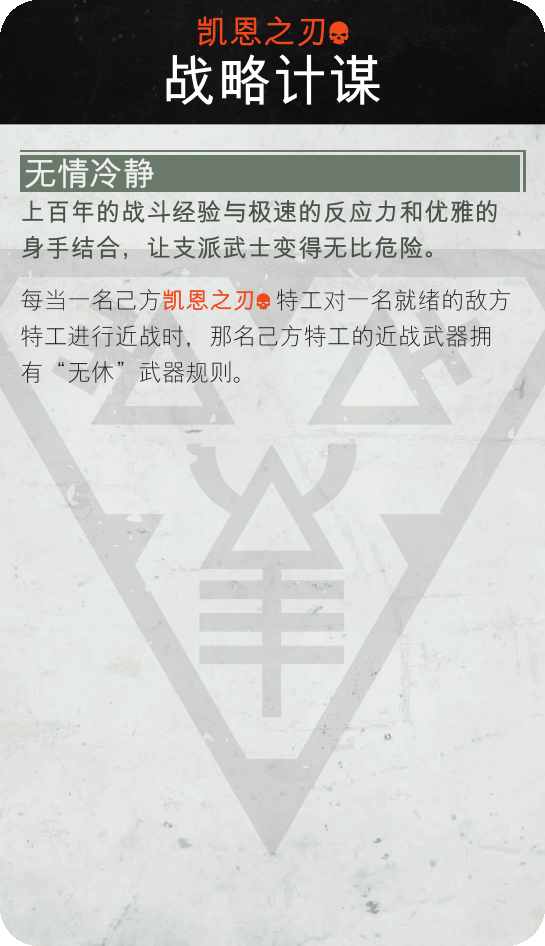 凯恩之刃
战略计谋
无情冷静
上百年的战斗经验与极速的反应力和优雅的
身手结合，让支派武士变得无比危险。
每当一名己方凯恩之刃 特工对一名就绪的敌方
特工进行近战时，那名己方特工的近战武器拥
有“无休”武器规则。